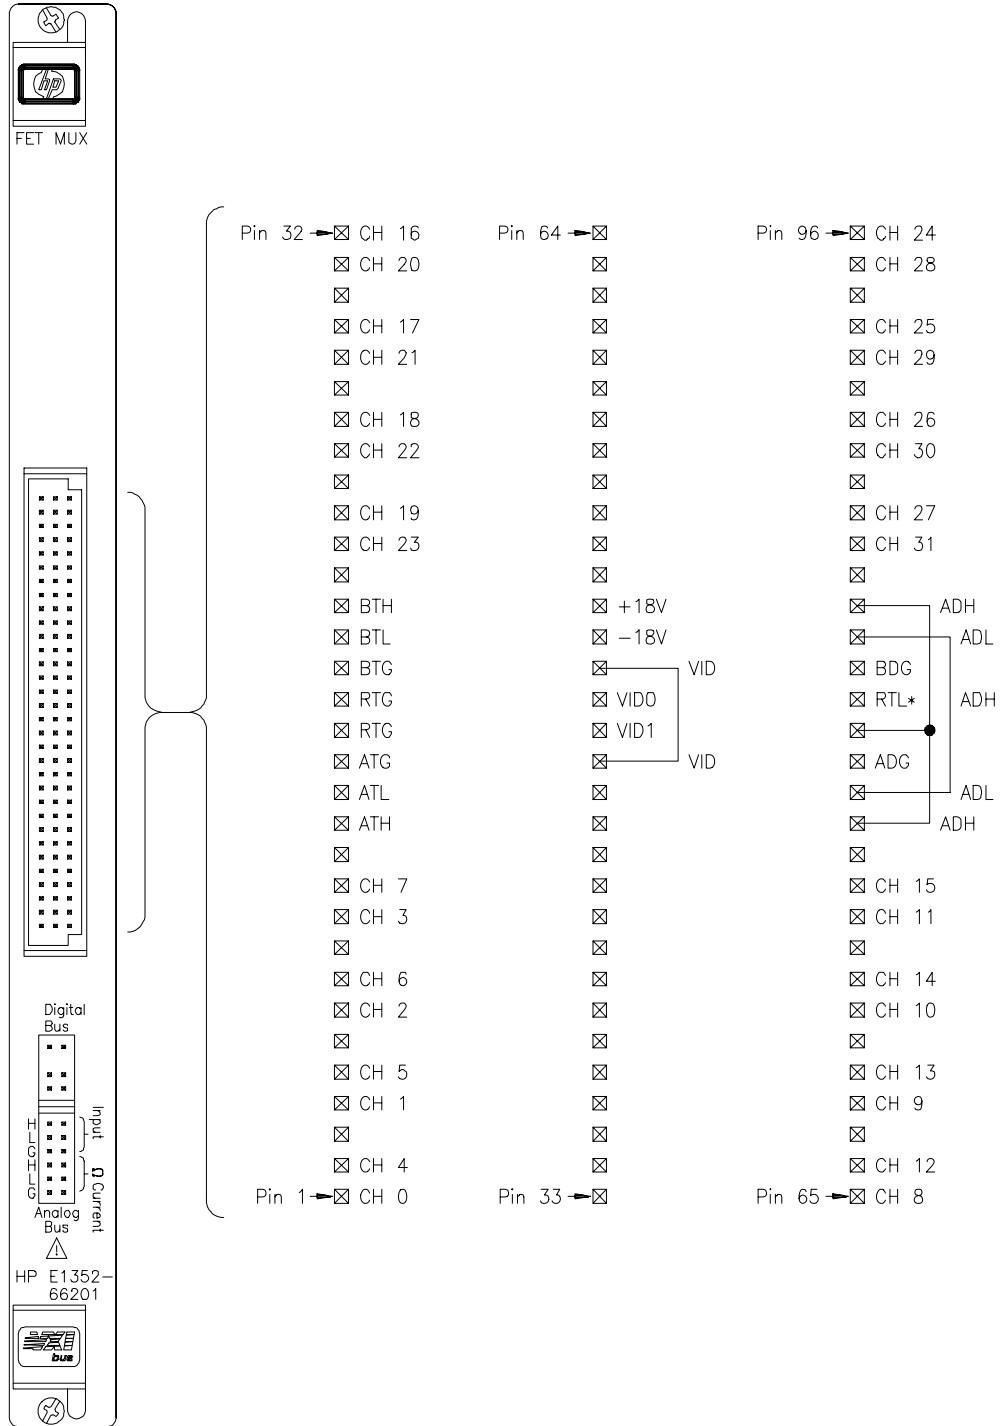 hp
FET MUX
Pin 32 CH 16 Pin 64 Pin 96 CH 24
CH 20 CH 28
CH 17 CH 25
CH 21 CH 29
CH 18 CH 26
CH 22 CH 30
CH 19 CH 27
CH 23 CH 31
BTH +18V ADH
BTL -18V ADL
BTG VID BDG
RTG VID0 RTL* ADH
RTG VID1
ATG VID ADG
ATL ADL
ATH ADH
CH 7 CH 15
CH 3 CH 11
CH 6 CH 14
CH 2 CH 10
CH 5 CH 13
CH 1 CH 9
CH 4 CH 12
Pin 1 CH 0 Pin 33 Pin 65 CH 8
Digital
Bus
H
L
G
H
L
G
Input
Ω Current
Analog
Bus
!
HP E1352-
66201
VXI
bus